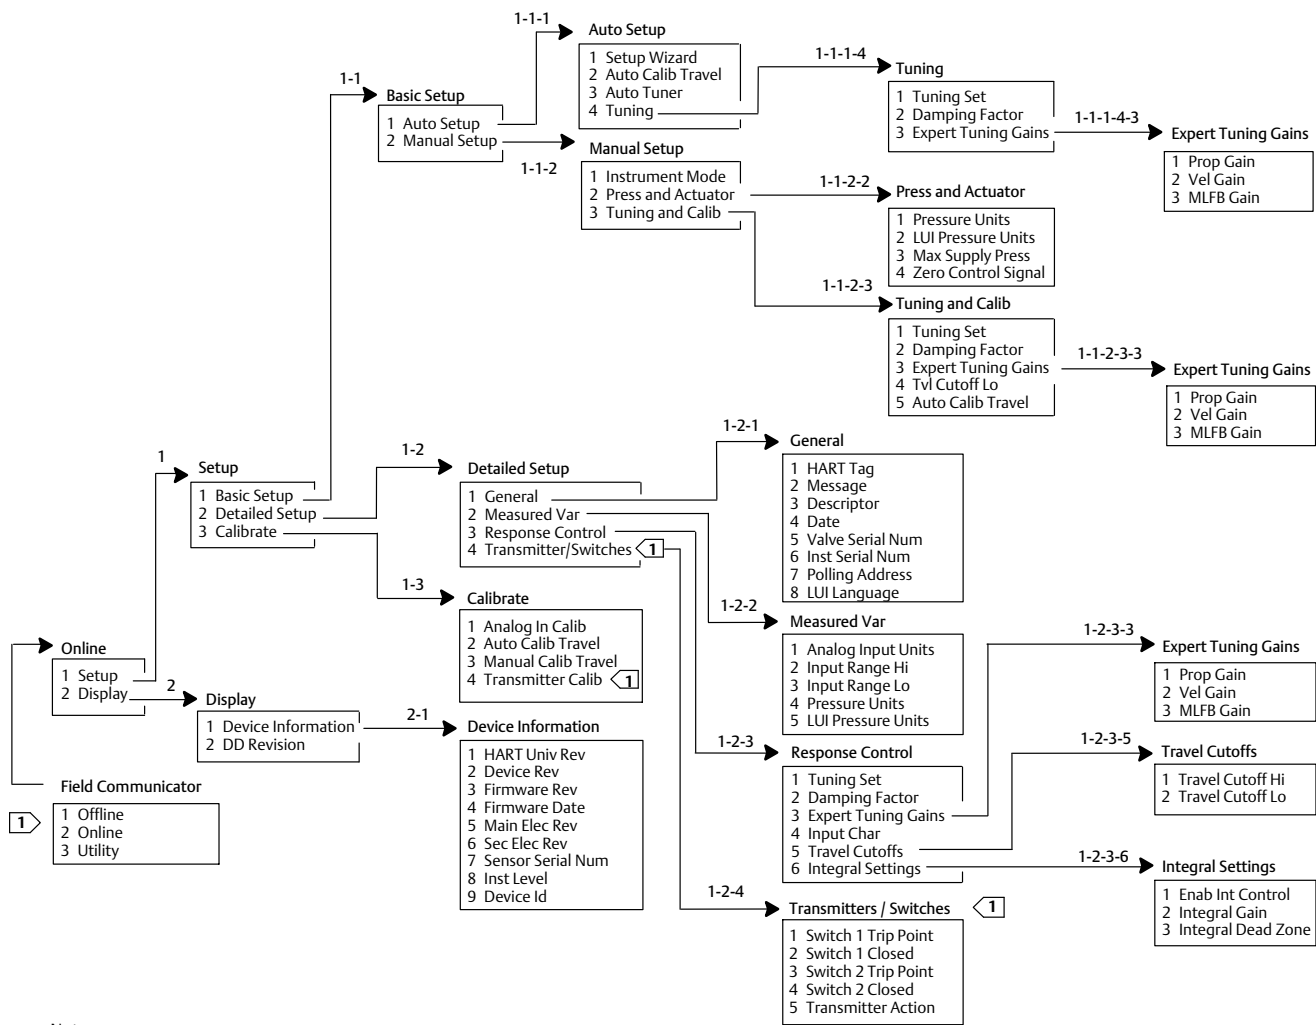 1-1-1
Auto Setup
1 Setup Wizard
2 Auto Calib Travel
3 Auto Tuner
4 Tuning
1-1-1-4
Tuning
1 Tuning Set
2 Damping Factor
3 Expert Tuning Gains
1-1-1-4-3
Expert Tuning Gains
1 Prop Gain
2 Vel Gain
3 MLFB Gain
1-1
Basic Setup
1 Auto Setup
2 Manual Setup
1-1-2
Manual Setup
1 Instrument Mode
2 Press and Actuator
3 Tuning and Calib
1-1-2-2
Press and Actuator
1 Pressure Units
2 LUI Pressure Units
3 Max Supply Press
4 Zero Control Signal
1-1-2-3
Tuning and Calib
1 Tuning Set
2 Damping Factor
3 Expert Tuning Gains
4 Tvl Cutoff Lo
5 Auto Calib Travel
1-1-2-3-3
Expert Tuning Gains
1 Prop Gain
2 Vel Gain
3 MLFB Gain
1
Setup
1 Basic Setup
2 Detailed Setup
3 Calibrate
1-2
Detailed Setup
1 General
2 Measured Var
3 Response Control
4 Transmitter/Switches 1
1-2-1
General
1 HART Tag
2 Message
3 Descriptor
4 Date
5 Valve Serial Num
6 Inst Serial Num
7 Polling Address
8 LUI Language
1-3
Calibrate
1 Analog In Calib
2 Auto Calib Travel
3 Manual Calib Travel
4 Transmitter Calib 1
1-2-2
Measured Var
1 Analog Input Units
2 Input Range Hi
3 Input Range Lo
4 Pressure Units
5 LUI Pressure Units
1-2-3-3
Expert Tuning Gains
1 Prop Gain
2 Vel Gain
3 MLFB Gain
Online
1 Setup
2 Display
2
Display
1 Device Information
2 DD Revision
2-1
Device Information
1 HART Univ Rev
2 Device Rev
3 Firmware Rev
4 Firmware Date
5 Main Elec Rev
6 Sec Elec Rev
7 Sensor Serial Num
8 Inst Level
9 Device Id
1-2-3
Response Control
1 Tuning Set
2 Damping Factor
3 Expert Tuning Gains
4 Input Char
5 Travel Cutoffs
6 Integral Settings
1-2-3-5
Travel Cutoffs
1 Travel Cutoff Hi
2 Travel Cutoff Lo
1-2-3-6
Integral Settings
1 Enab Int Control
2 Integral Gain
3 Integral Dead Zone
Field Communicator
1
1 Offline
2 Online
3 Utility
1-2-4
Transmitters / Switches 1
1 Switch 1 Trip Point
2 Switch 1 Closed
3 Switch 2 Trip Point
4 Switch 2 Closed
5 Transmitter Action